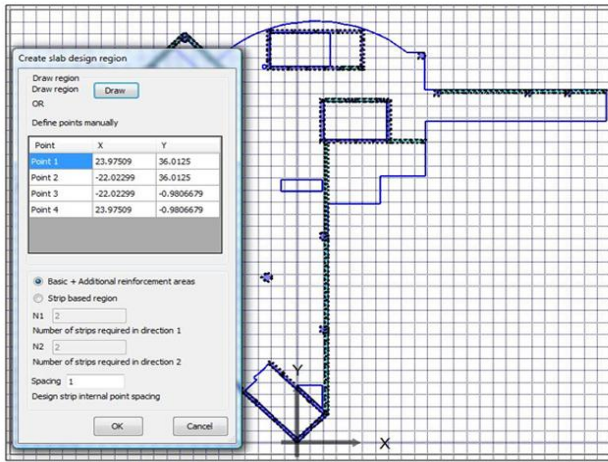 Create slab design region
Draw region
Draw region
Draw
OR
Define points manually
Point X Y
Point 1 23.97509 36.0125
Point 2 -22.02299 36.0125
Point 3 -22.02299 -0.9806679
Point 4 23.97509 -0.9806679
Basic + Additional reinforcement areas
Strip based region
N1 2
Number of strips required in direction 1
N2 2
Number of strips required in direction 2
Spacing 1
Design strip internal point spacing
OK Cancel
Y
X